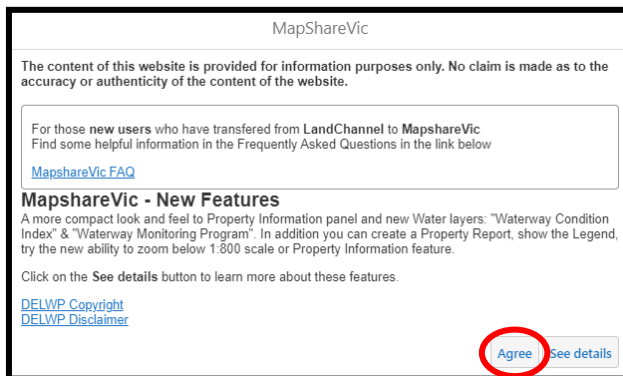 MapShareVic
The content of this website is provided for information purposes only. No claim is made as to the
accuracy or authenticity of the content of the website.
For those new users who have transfered from LandChannel to MapshareVic
Find some helpful information in the Frequently Asked Questions in the link below
MapshareVic FAQ
MapshareVic - New Features
A more compact look and feel to Property Information panel and new Water layers: "Waterway Condition
Index" & "Waterway Monitoring Program". In addition you can create a Property Report, show the Legend,
try the new ability to zoom below 1:800 scale or Property Information feature.
Click on the See details button to learn more about these features.
DELWP Copyright
DELWP Disclaimer
Agree See details